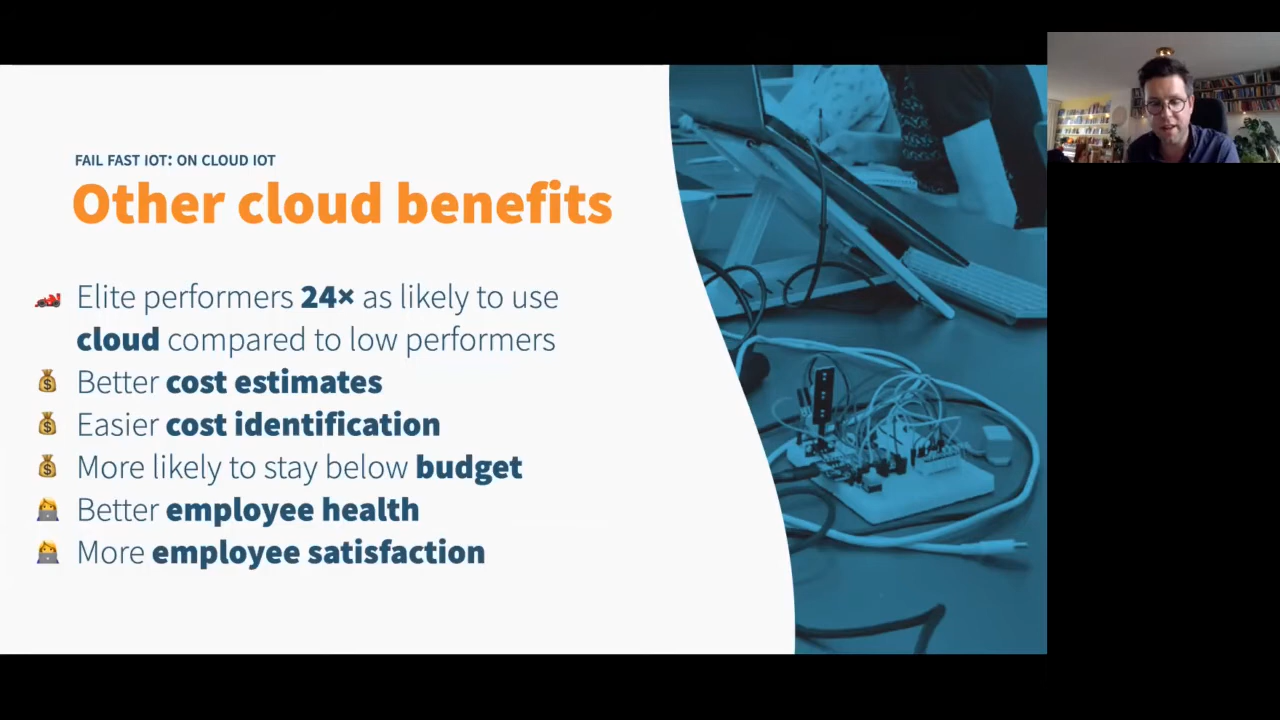 FAIL FAST IOT: ON CLOUD IOT
Other cloud benefits
Elite performers 24× as likely to use
cloud compared to low performers
Better cost estimates
Easier cost identification
More likely to stay below budget
Better employee health
More employee satisfaction